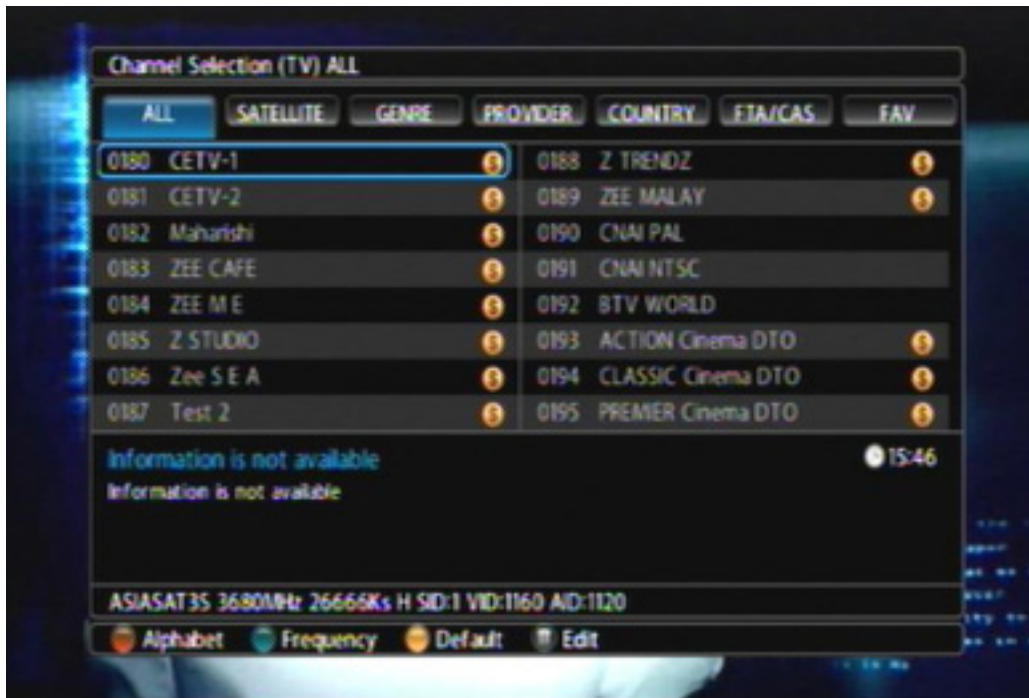 Channel Selection (TV) ALL
ALL SATELLITE GENRE PROVIDER COUNTRY FTA/CAS FAV
0180 CETV-1 $
0181 CETV-2 $
0182 Maharishi $
0183 ZEE CAFE $
0184 ZEE M E $
0185 Z STUDIO $
0186 Zee S E A $
0187 Test 2 $
0188 Z TRENDZ $
0189 ZEE MALAY $
0190 CNAI PAL
0191 CNAI NTSC
0192 BTV WORLD
0193 ACTION Cinema DTO $
0194 CLASSIC Cinema DTO $
0195 PREMIER Cinema DTO $
Information is not available
15:46
Information is not available
ASIASAT3S 3680MHz 26666Ks H SID:1 VID:1160 AID:1120
Alphabet Frequency Default Edit